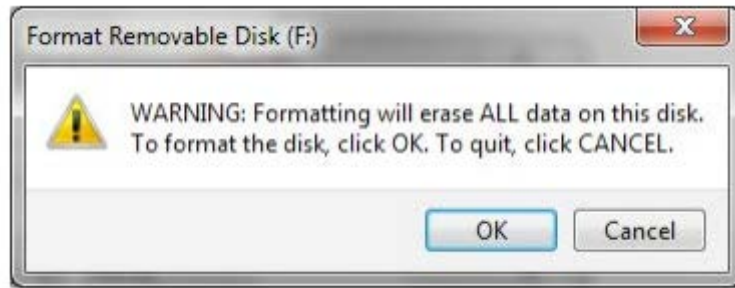 Format Removable Disk (F:)
WARNING: Formatting will erase ALL data on this disk.
To format the disk, click OK. To quit, click CANCEL.
OK
Cancel